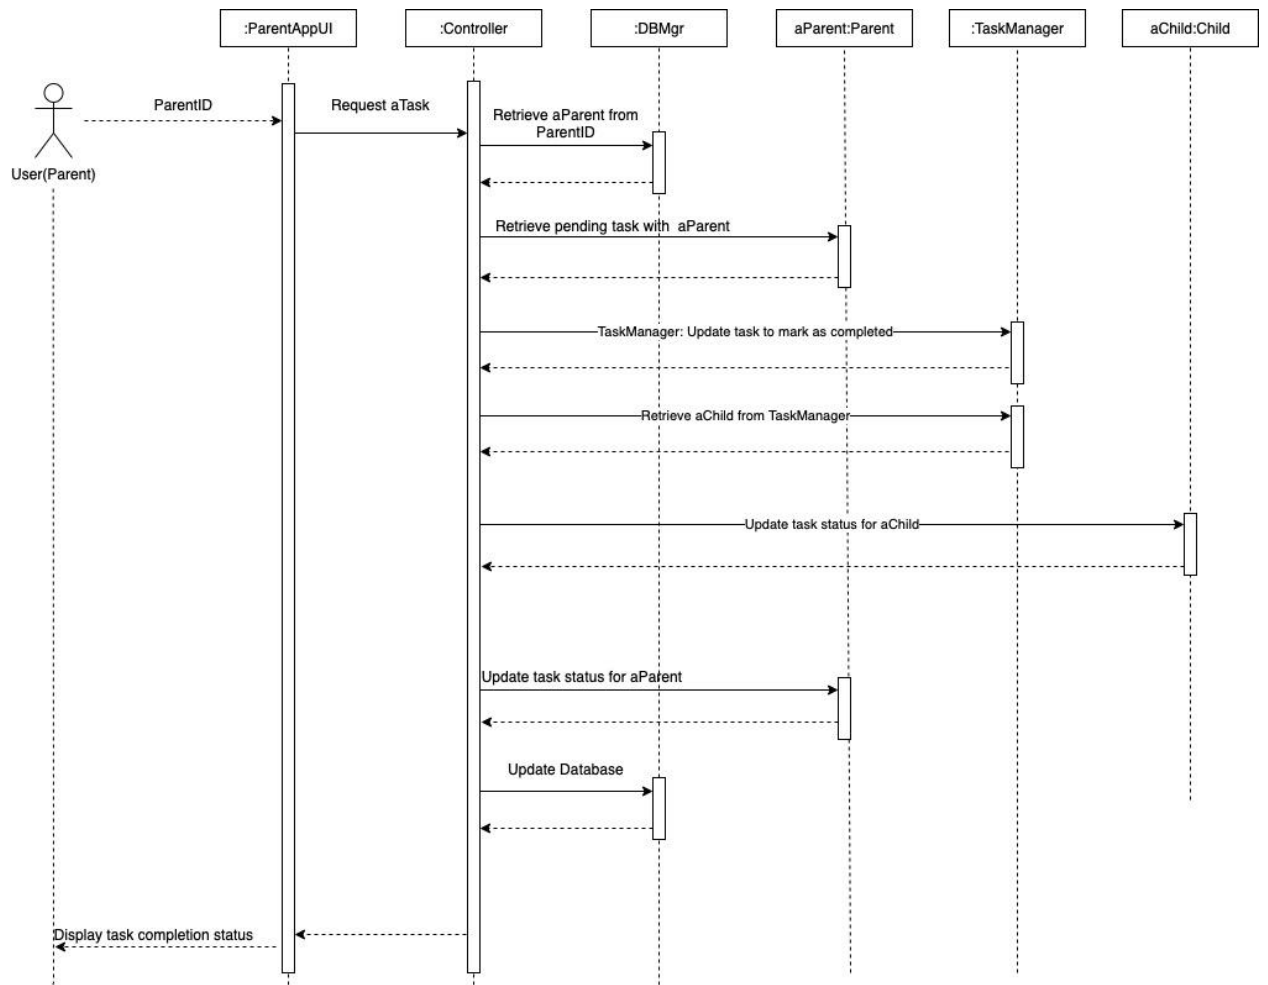 :ParentAppUI
:Controller
:DBMgr
aParent:Parent
:TaskManager
aChild:Child
ParentID
Request aTask
Retrieve aParent from
ParentID
User(Parent)
Retrieve pending task with aParent
TaskManager: Update task to mark as completed
Retrieve aChild from TaskManager
Update task status for aChild
Update task status for aParent
Update Database
Display task completion status